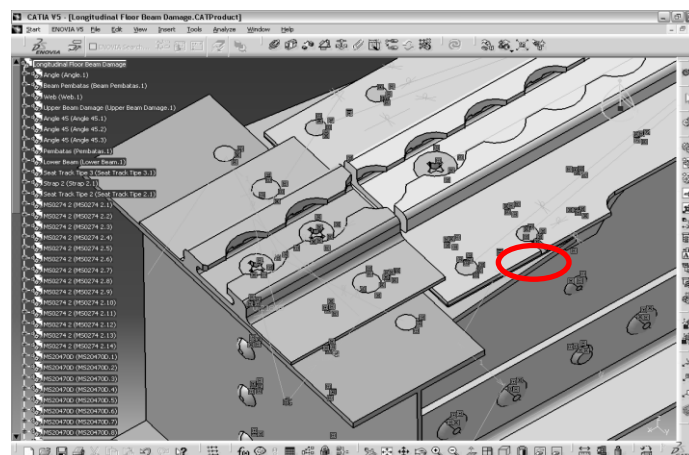 CATIA V5 - [Longitudinal Floor Beam Damage.CATProduct]
Start ENOVIA V5 File Edit View Insert Tools Analyze Window Help
ENOVIA
ENOVIA Search...
Longitudinal Floor Beam Damage
Angle (Angle.1)
Beam Pembatas (Beam Pembatas.1)
Web (Web.1)
Upper Beam Damage (Upper Beam Damage.1)
Angle 45 (Angle 45.1)
Angle 45 (Angle 45.2)
Angle 45 (Angle 45.3)
Pembatas (Pembatas.1)
Lower Beam (Lower Beam.1)
Seat Track Tipe 3 (Seat Track Tipe 3.1)
Strap 2 (Strap 2.1)
Seat Track Tipe 2 (Seat Track Tipe 2.1)
MS0274 2 (MS0274 2.1)
MS0274 2 (MS0274 2.2)
MS0274 2 (MS0274 2.3)
MS0274 2 (MS0274 2.4)
MS0274 2 (MS0274 2.5)
MS0274 2 (MS0274 2.6)
MS0274 2 (MS0274 2.7)
MS0274 2 (MS0274 2.8)
MS0274 2 (MS0274 2.9)
MS0274 2 (MS0274 2.10)
MS0274 2 (MS0274 2.11)
MS0274 2 (MS0274 2.12)
MS0274 2 (MS0274 2.13)
MS0274 2 (MS0274 2.14)
MS20470D (MS20470D.1)
MS20470D (MS20470D.2)
MS20470D (MS20470D.3)
MS20470D (MS20470D.4)
MS20470D (MS20470D.5)
MS20470D (MS20470D.6)
MS20470D (MS20470D.7)
MS20470D (MS20470D.8)